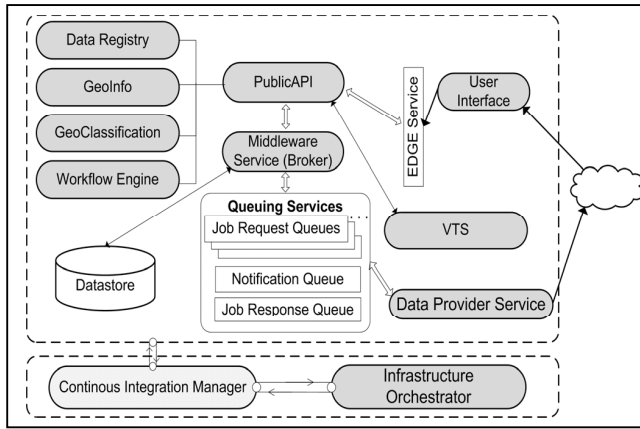 Data Registry
GeoInfo
GeoClassification
Workflow Engine
PublicAPI
Middleware
Service (Broker)
EDGE Service
User
Interface
Queuing Services
Job Request Queues
. . .
Notification Queue
Job Response Queue
VTS
Datastore
Data Provider Service
Continous Integration Manager
Infrastructure
Orchestrator